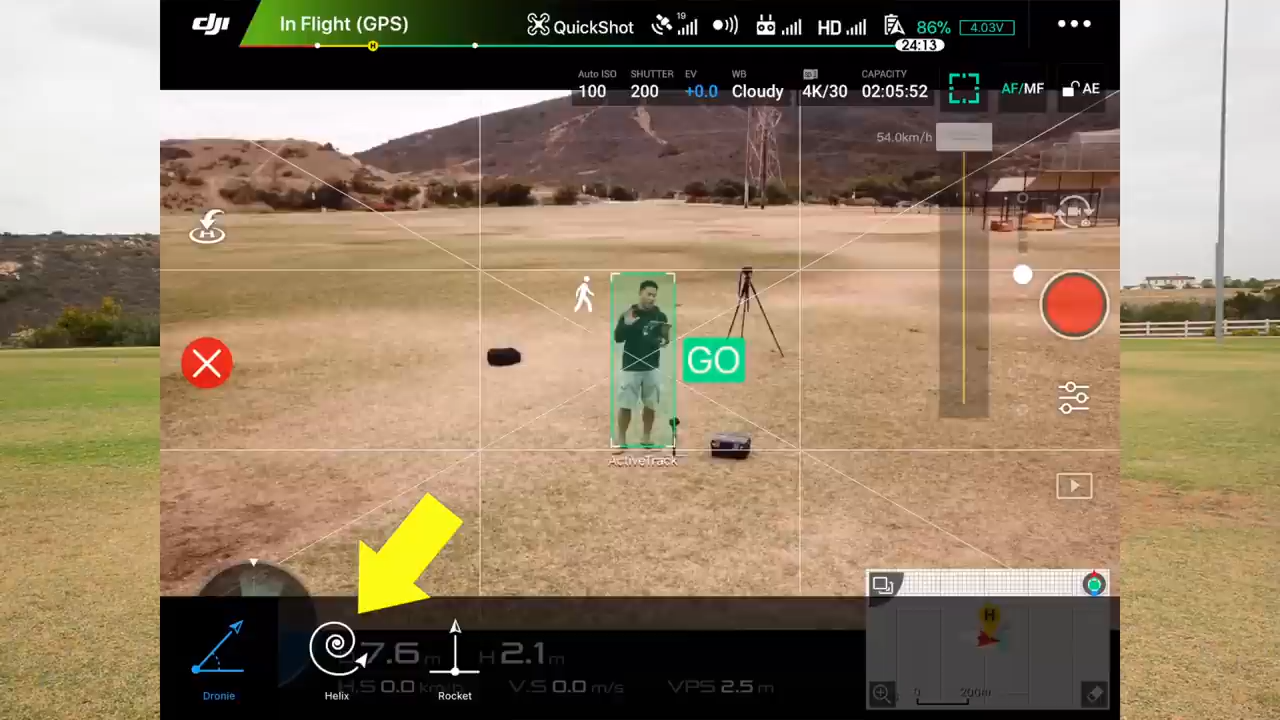 dji
In Flight (GPS)
QuickShot
19
HD
86%
4.03V
24:13
Auto ISO
100
SHUTTER
200
EV
+0.0
WB
Cloudy
4K/30
CAPACITY
02:05:52
AF/MF
AE
54.0km/h
H
GO
ActiveTrack
7.6 m
H 2.1 m
H.S 0.0 km/h
V.S 0.0 m/s
VPS 2.5 m
Dronie
Helix
Rocket
H
0
200m